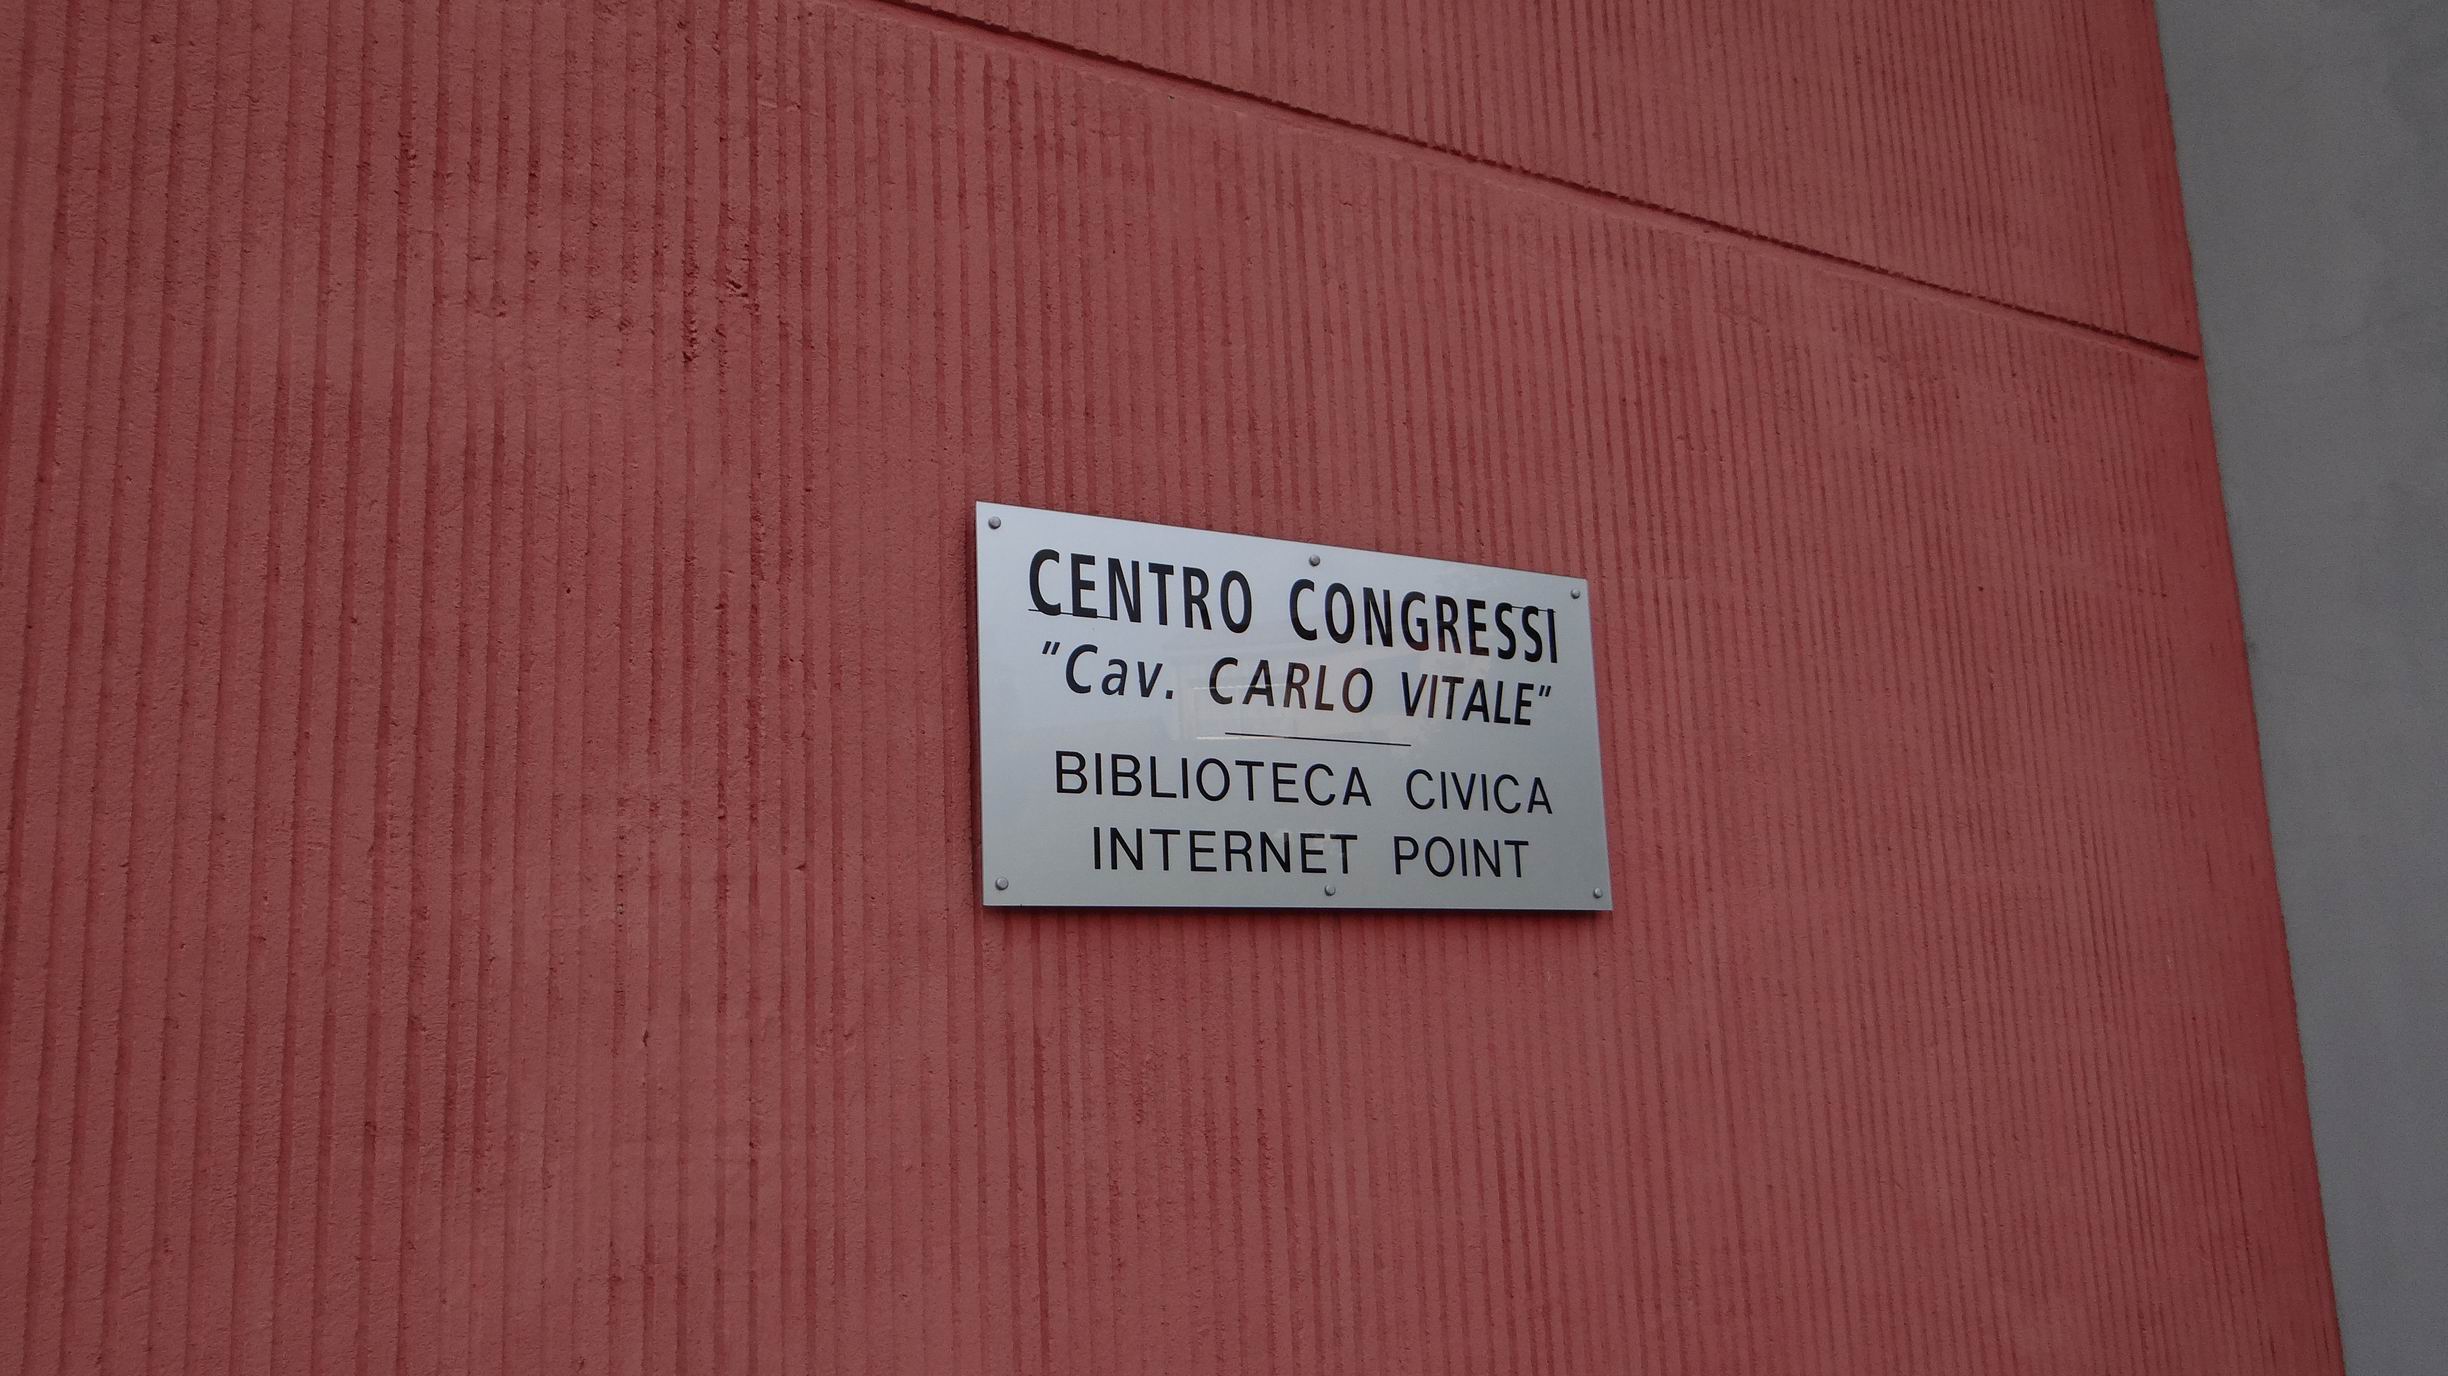 CENTRO CONGRESSI
"Cav. CARLO VITALE"
BIBLIOTECA CIVICA
INTERNET POINT